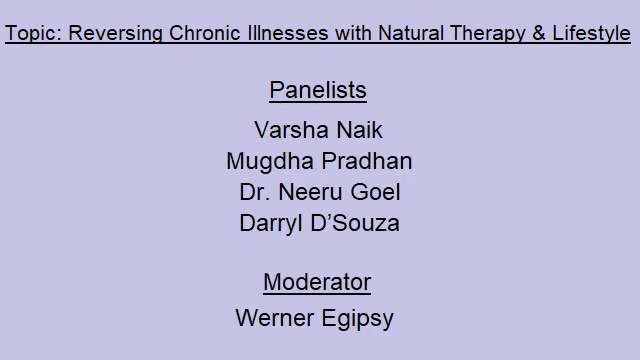 Topic: Reversing Chronic Illnesses with Natural Therapy & Lifestyle
Panelists
Varsha Naik
Mugdha Pradhan
Dr. Neeru Goel
Darryl D’Souza
Moderator
Werner Egipsy